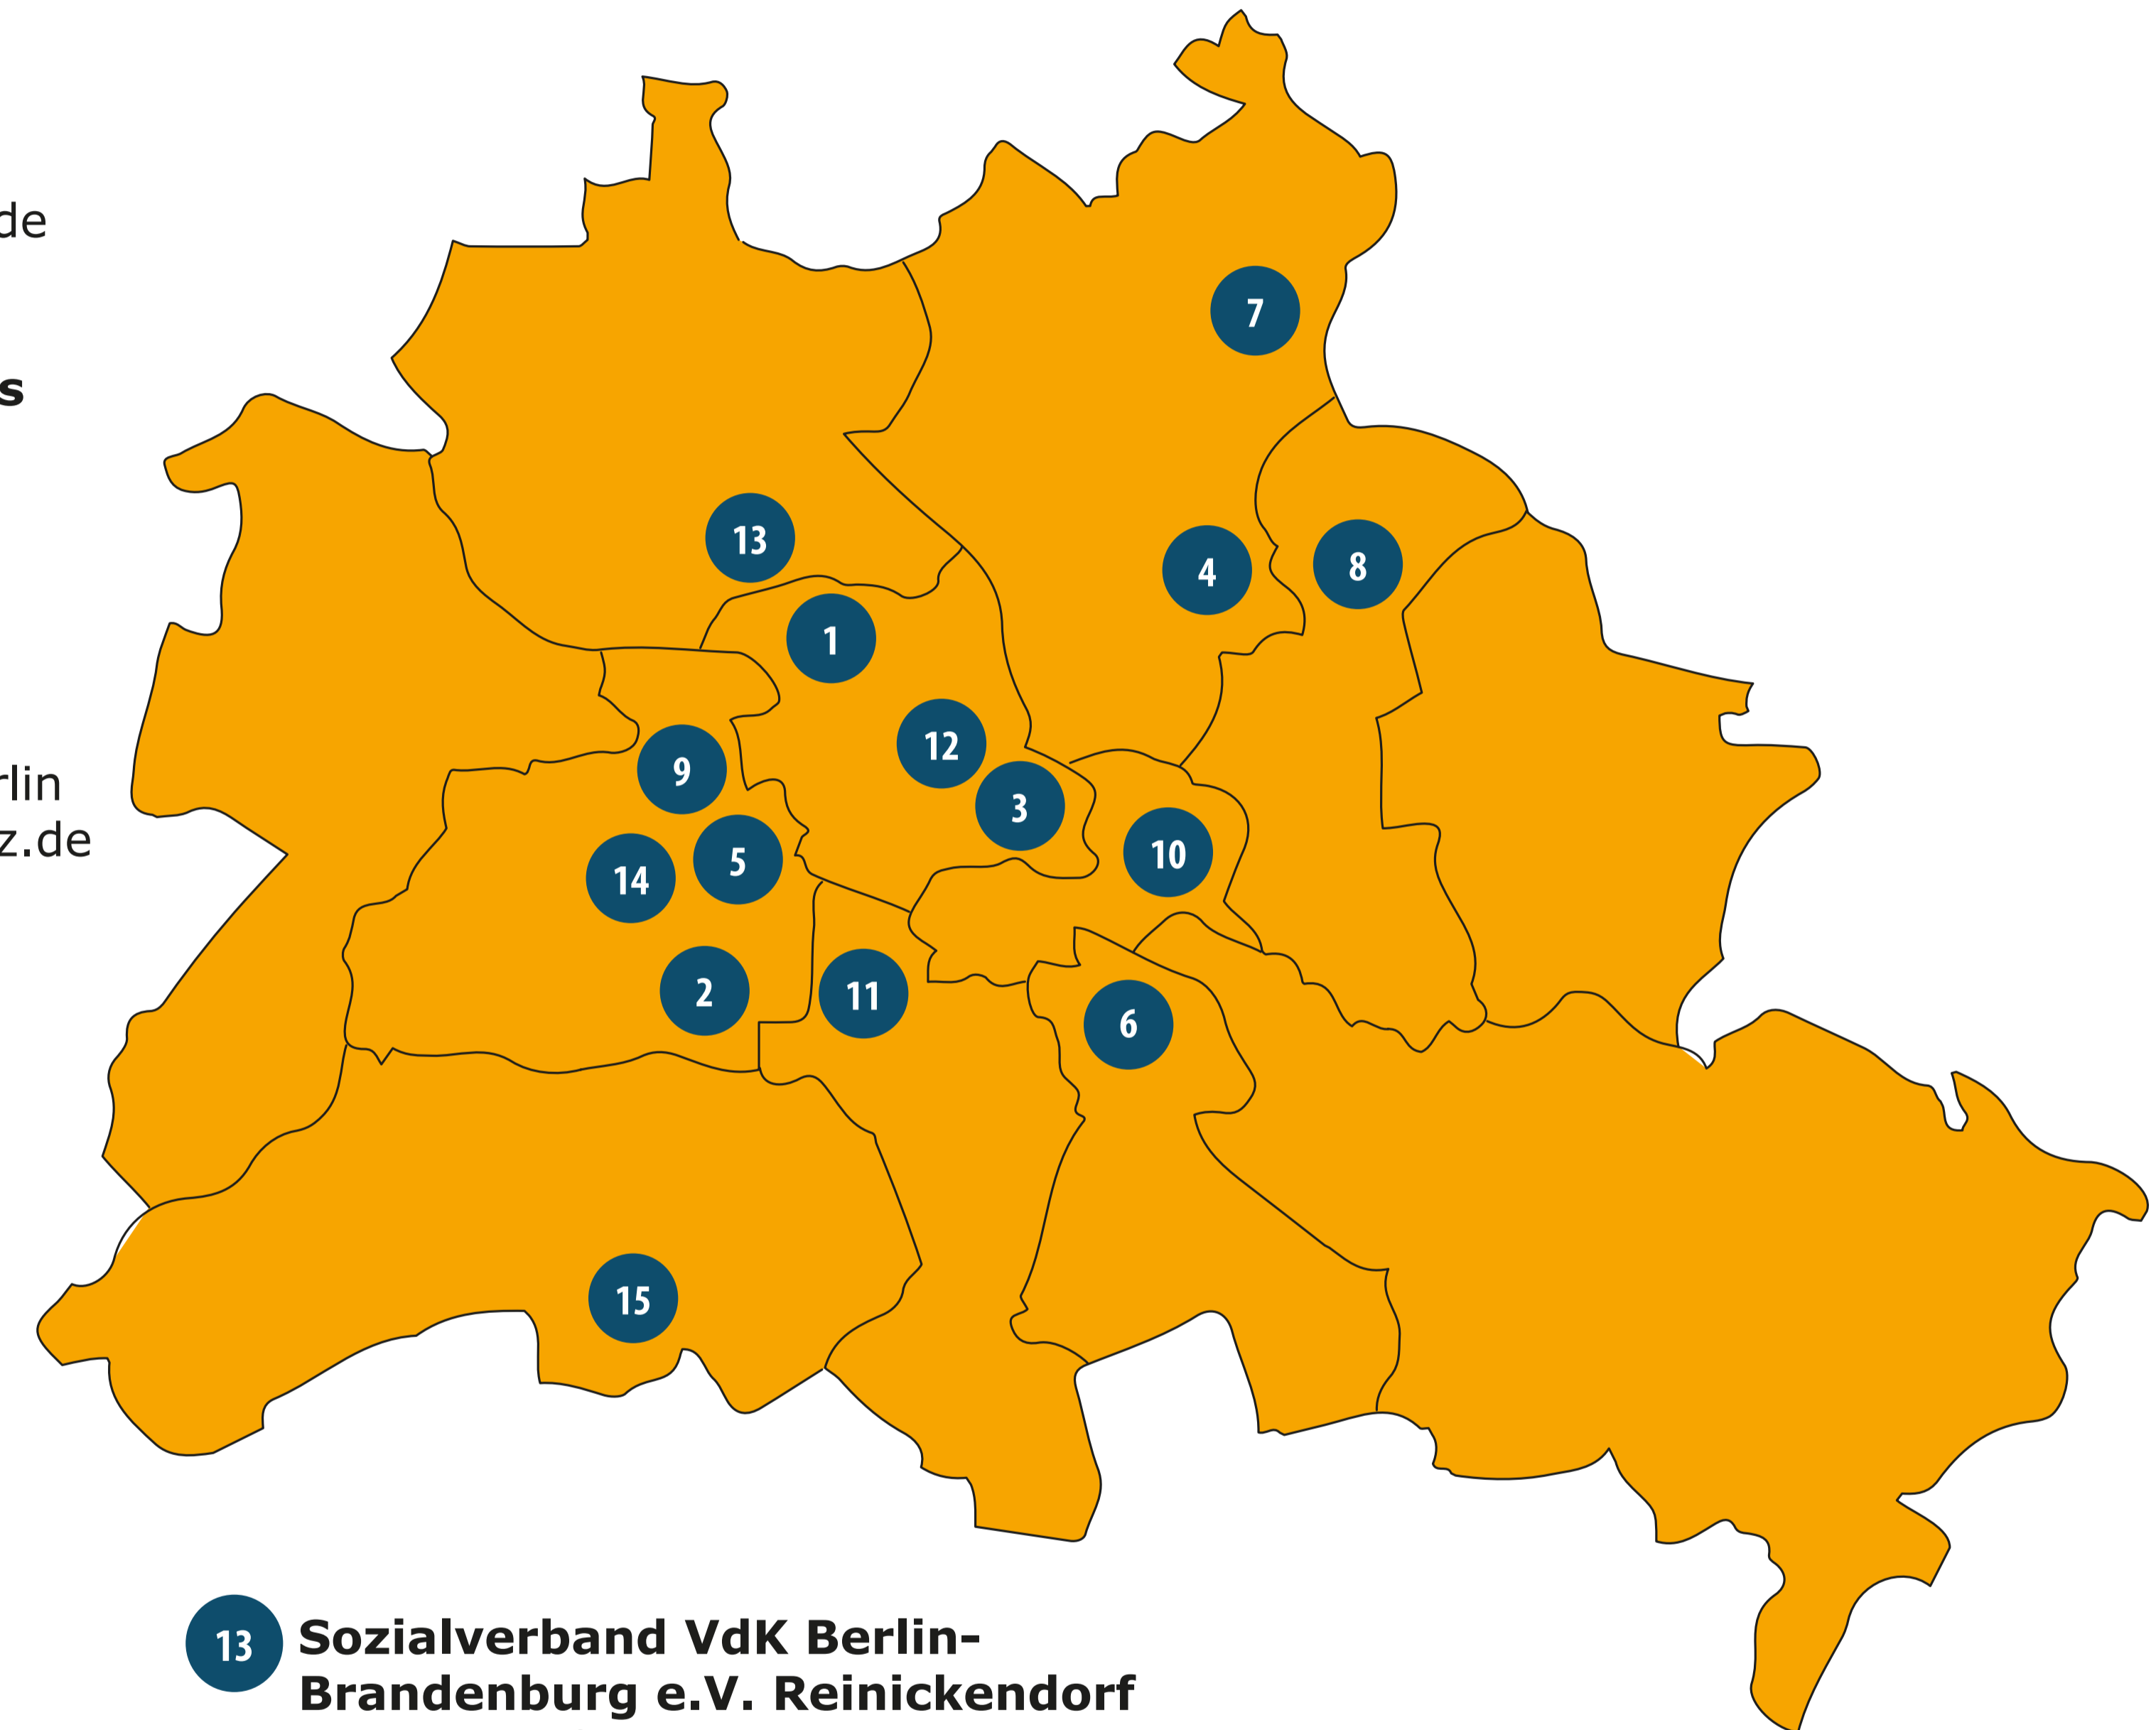 de
s
7
13
4
8
1
12
9
3
rlin
z.de
10
5
14
2
11
6
15
13
Sozialverband VdK Berlin-
Brandenburg e.V. Reinickendorf